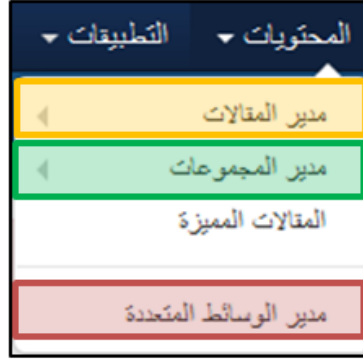 المحتويات التطبيقات
مدير المقالات
مدير المجموعات
المقالات المميزة
مدير الوسائط المتعددة